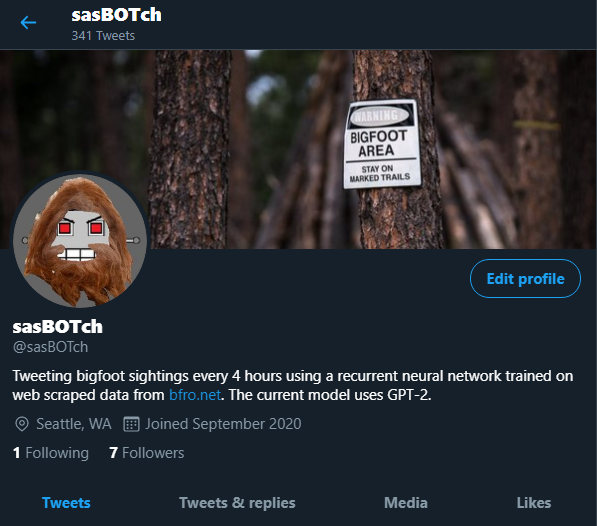 sasBOTch
341 Tweets
WARNING!
BIGFOOT
AREA
STAY ON
MARKED TRAILS
Edit profile
sasBOTch
@sasBOTch
Tweeting bigfoot sightings every 4 hours using a recurrent neural network trained on
web scraped data from bfro.net. The current model uses GPT-2.
Seattle, WA Joined September 2020
1 Following 7 Followers
Tweets Tweets & replies Media Likes